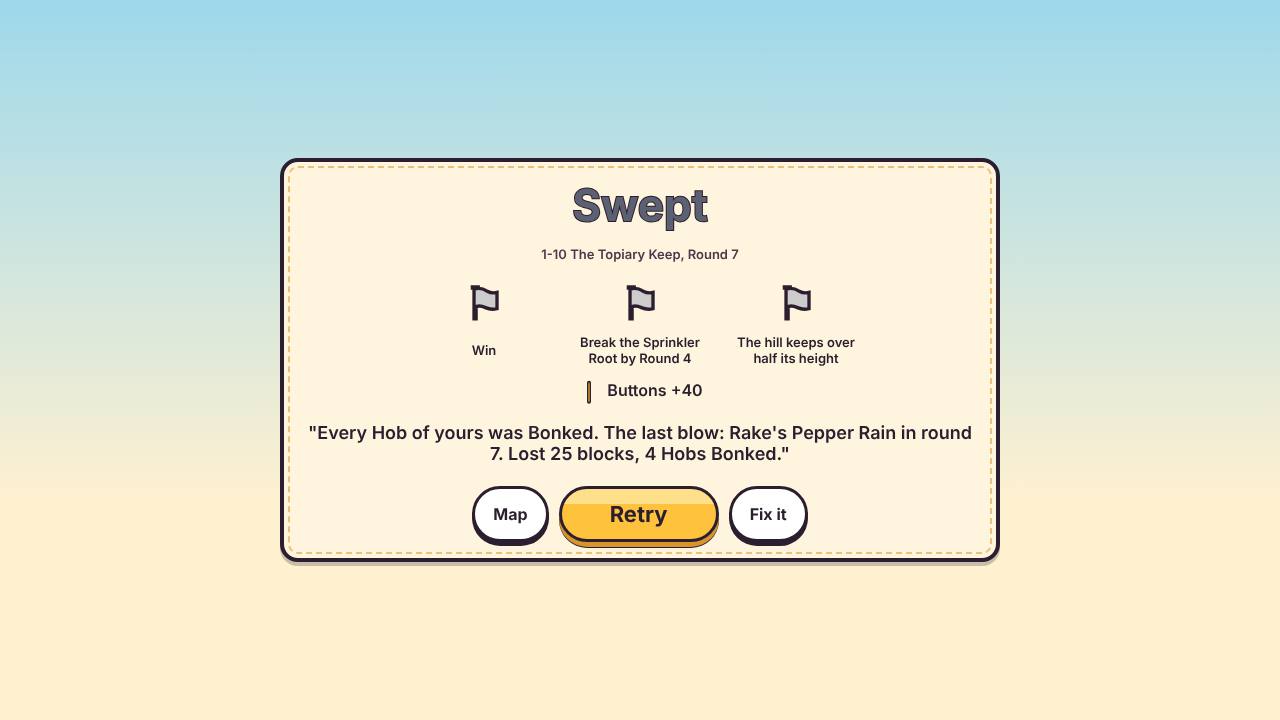 Swept
1-10 The Topiary Keep, Round 7
Win
Break the Sprinkler
Root by Round 4
The hill keeps over
half its height
Buttons +40
"Every Hob of yours was Bonked. The last blow: Rake's Pepper Rain in round
7. Lost 25 blocks, 4 Hobs Bonked."
Map
Retry
Fix it